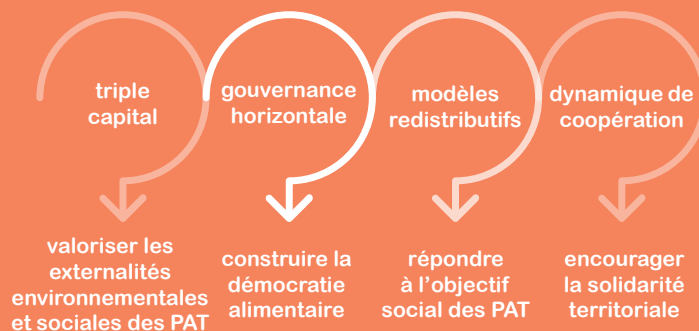 triple
capital
gouvernance
horizontale
modèles
redistributifs
dynamique de
coopération
valoriser les
externalités
environnementales
et sociales des PAT
construire la
démocratie
alimentaire
répondre
à l’objectif
social des PAT
encourager
la solidarité
territoriale